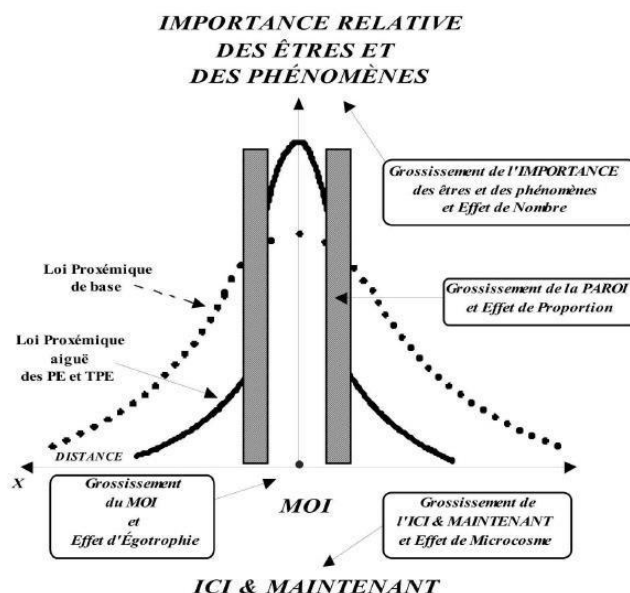 IMPORTANCE RELATIVE
DES ÊTRES ET
DES PHÉNOMÈNES
Grossissement de l'IMPORTANCE
des êtres et des phénomènes
et Effet de Nombre
Loi Proxémique
de base
Grossissement de la PAROI
et Effet de Proportion
Loi Proxémique
aiguë
des PE et TPE
DISTANCE
X
Grossissement
du MOI
et
Effet d'Égotrophie
MOI
Grossissement de
l'ICI & MAINTENANT
et Effet de Microcosme
ICI & MAINTENANT